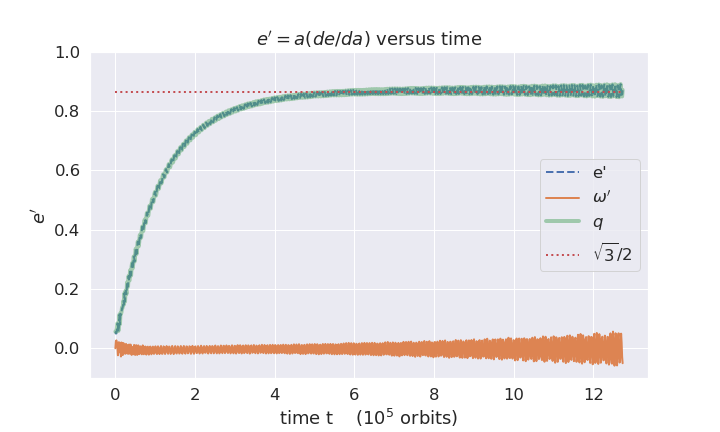 e′ = a(de/da) versus time
1.0
0.8
0.6
0.4
0.2
0.0
e′
0 2 4 6 8 10 12
time t (10⁵ orbits)
e'
ω′
q
√3/2